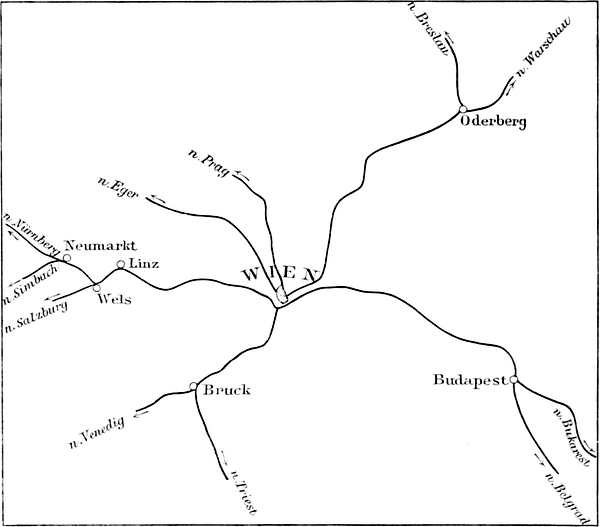 n. Breslau
n. Warschau
Oderberg
n. Prag
n. Eger
n. Nürnberg
Neumarkt
Linz
WIEN
n. Simbach
Wels
n. Salzburg
Budapest
Bruck
n. Venedig
n. Bukarest
n. Triest
n. Belgrad